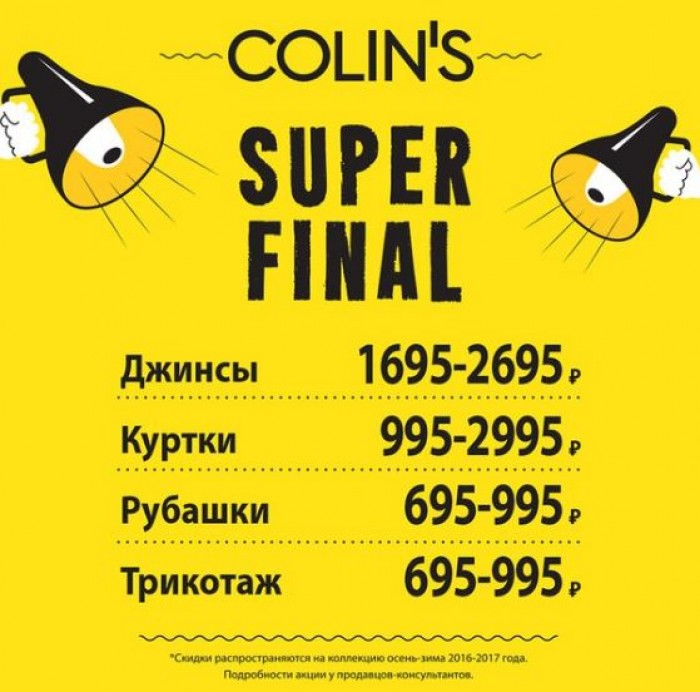 COLIN'S
SUPER
FINAL
Джинсы 1695-2695 ₽
Куртки 995-2995 ₽
Рубашки 695-995 ₽
Трикотаж 695-995 ₽
*Скидки распространяются на коллекцию осень-зима 2016-2017 года.
Подробности акции у продавцов-консультантов.